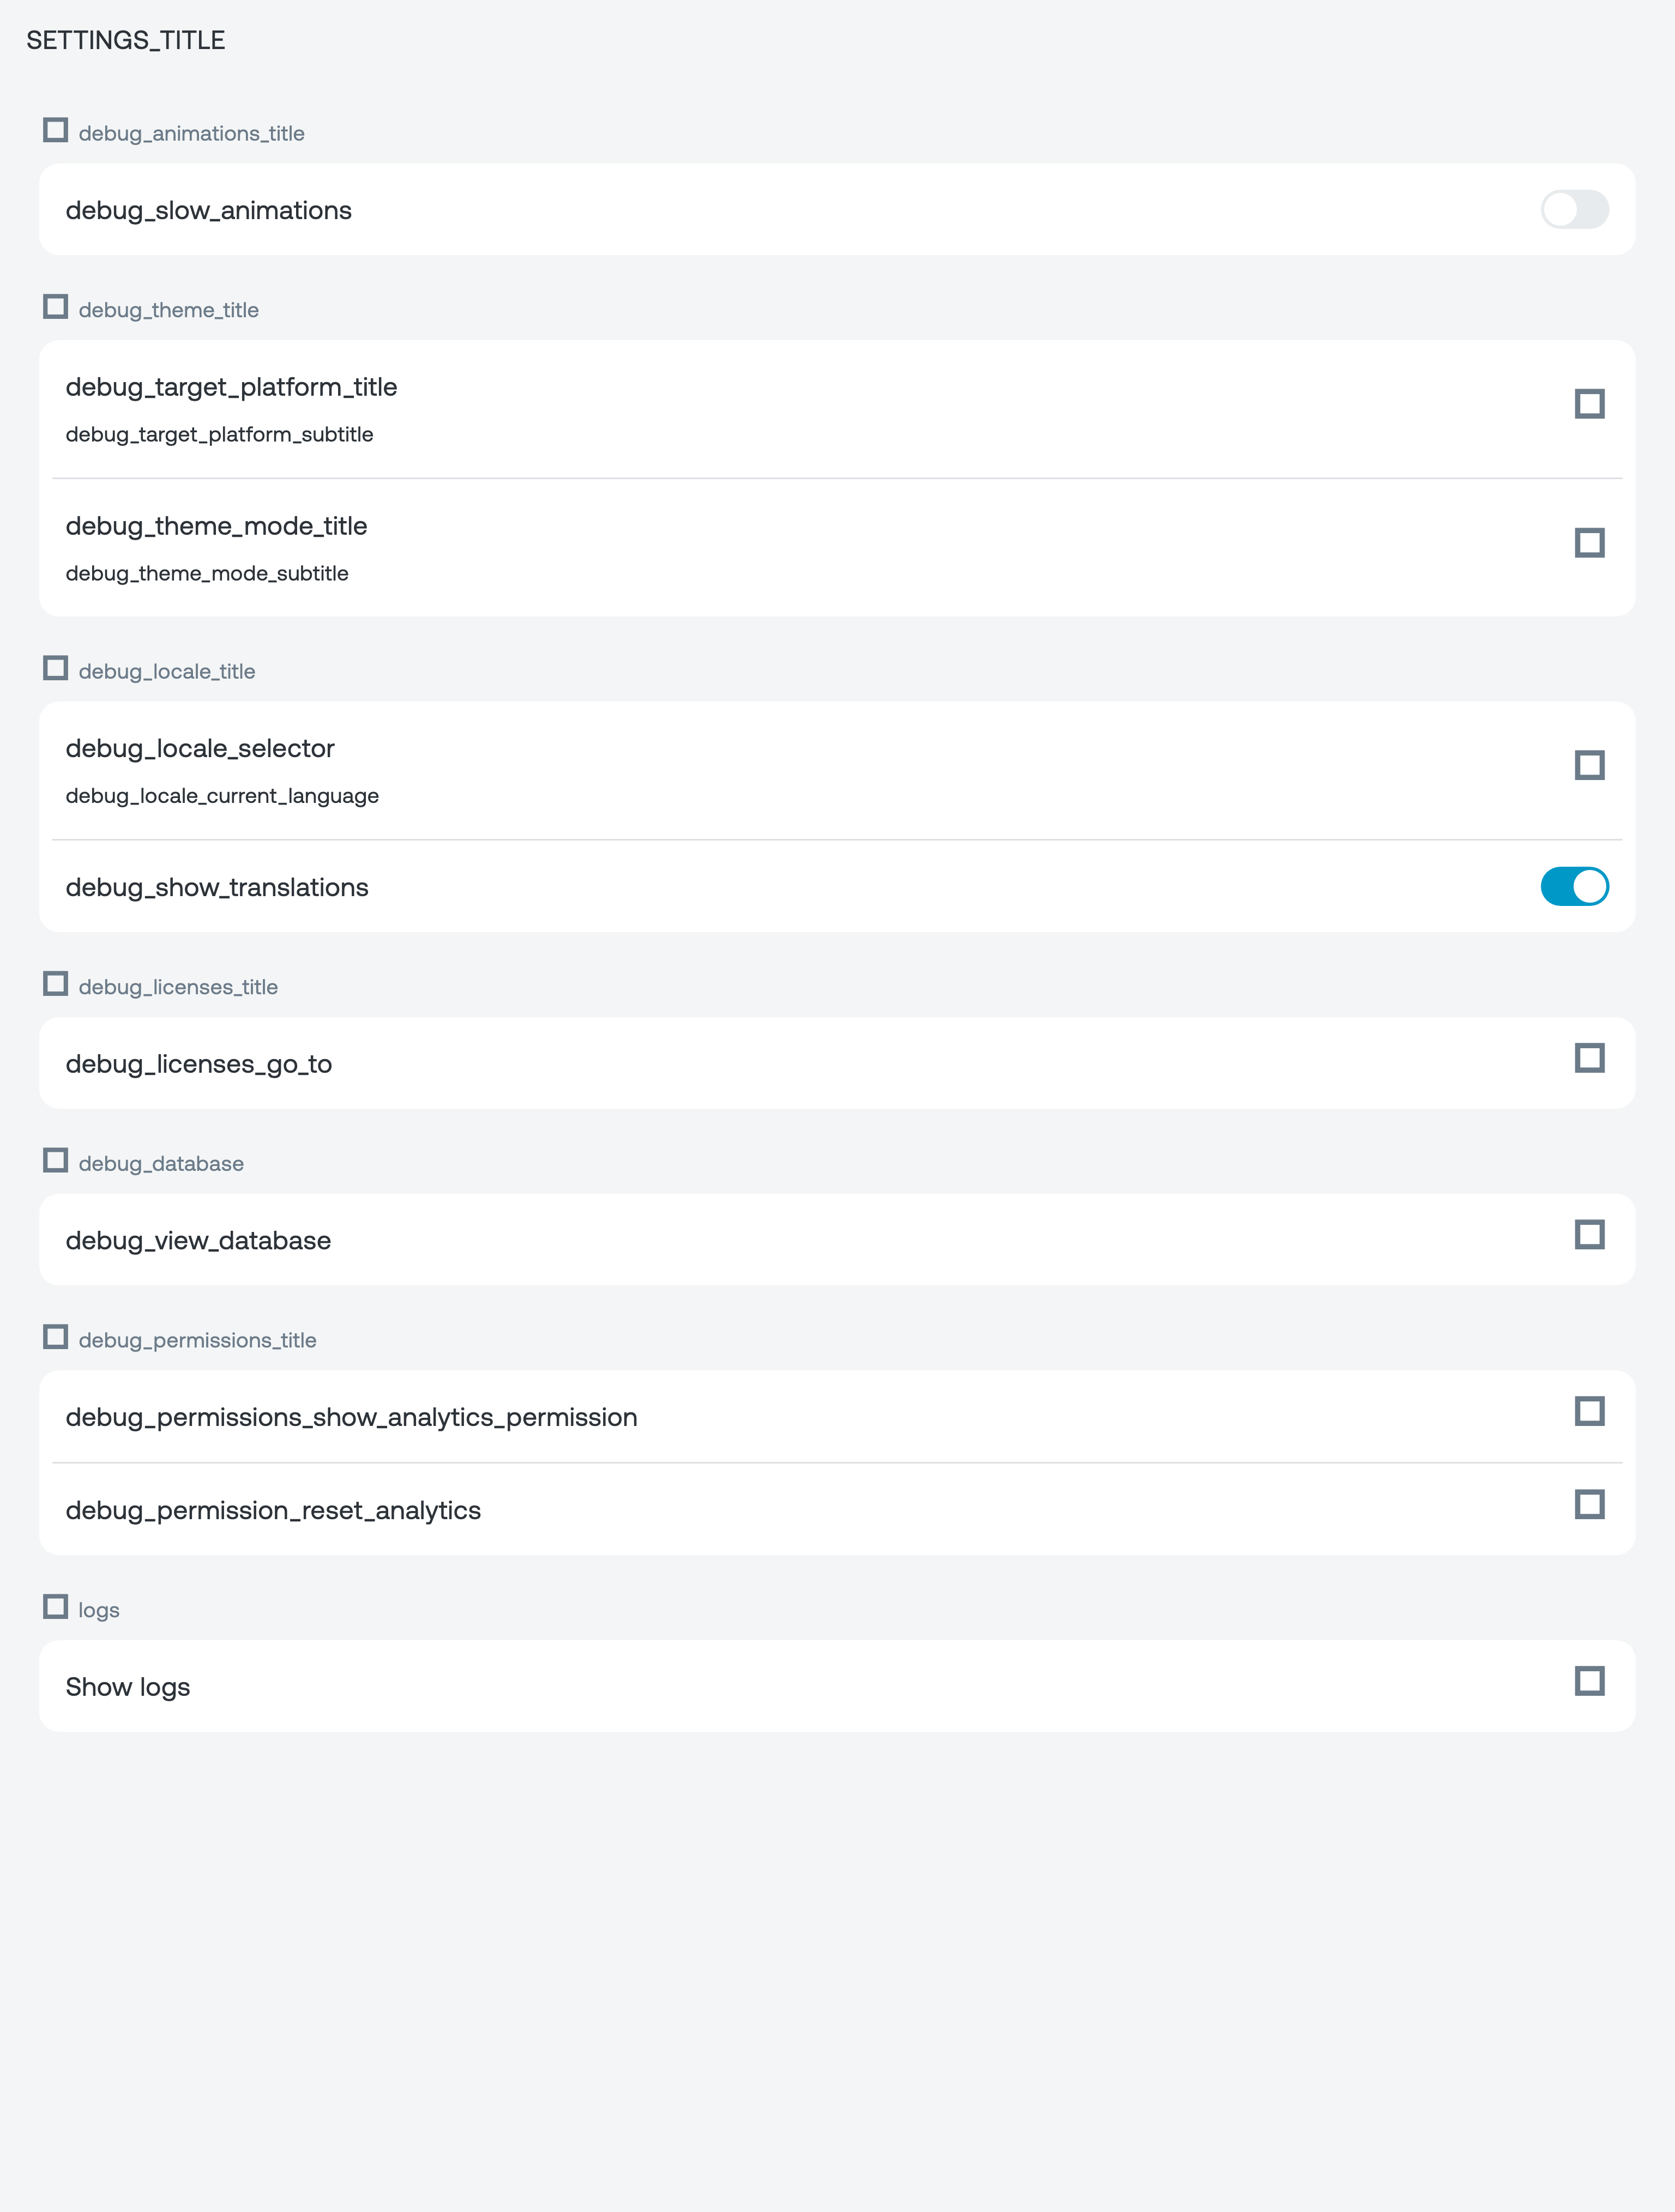 SETTINGS_TITLE
debug_animations_title
debug_slow_animations
debug_theme_title
debug_target_platform_title
debug_target_platform_subtitle
debug_theme_mode_title
debug_theme_mode_subtitle
debug_locale_title
debug_locale_selector
debug_locale_current_language
debug_show_translations
debug_licenses_title
debug_licenses_go_to
debug_database
debug_view_database
debug_permissions_title
debug_permissions_show_analytics_permission
debug_permission_reset_analytics
logs
Show logs